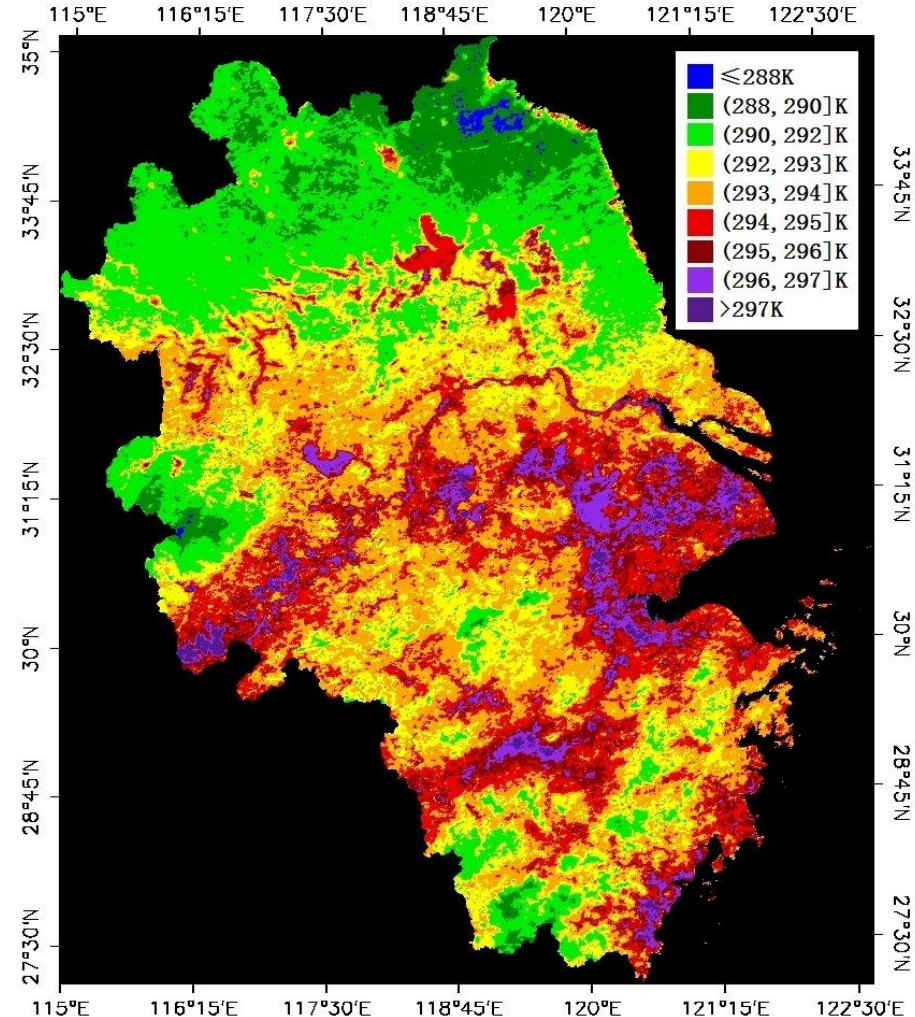 115°E 116°15'E 117°30'E 118°45'E 120°E 121°15'E 122°30'E
≤288K
(288,290]K
(290,292]K
(292,293]K
(293,294]K
(294,295]K
(295,296]K
(296,297]K
>297K
35°N
33°45'N
32°30'N
31°15'N
30°N
28°45'N
27°30'N
33°45'N
32°30'N
31°15'N
30°N
28°45'N
27°30'N
115°E 116°15'E 117°30'E 118°45'E 120°E 121°15'E 122°30'E